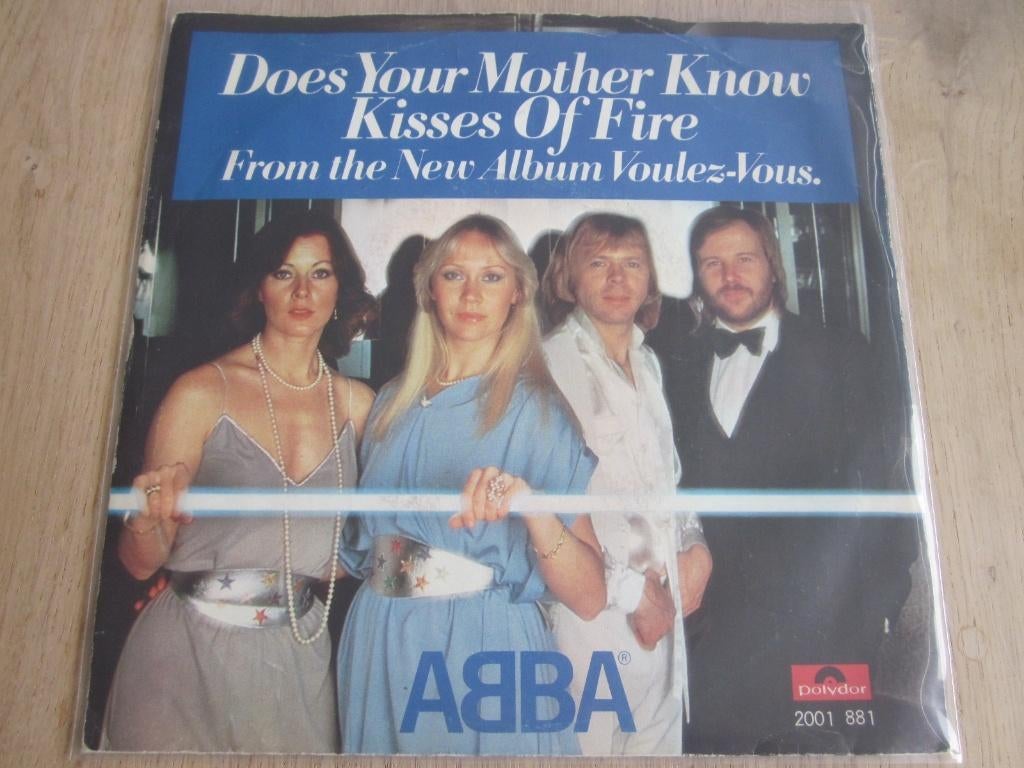 Does Your Mother Know
Kisses Of Fire
From the New Album Voulez-Vous.
ABBA®
polydor
2001 881